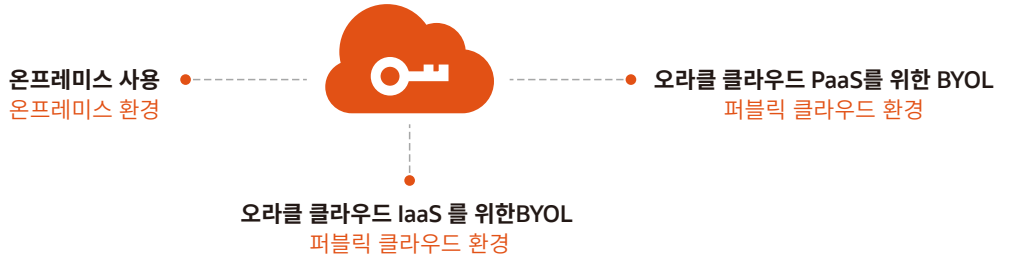 온프레미스 사용
온프레미스 환경
오라클 클라우드 PaaS를 위한 BYOL
퍼블릭 클라우드 환경
오라클 클라우드 IaaS 를 위한BYOL
퍼블릭 클라우드 환경